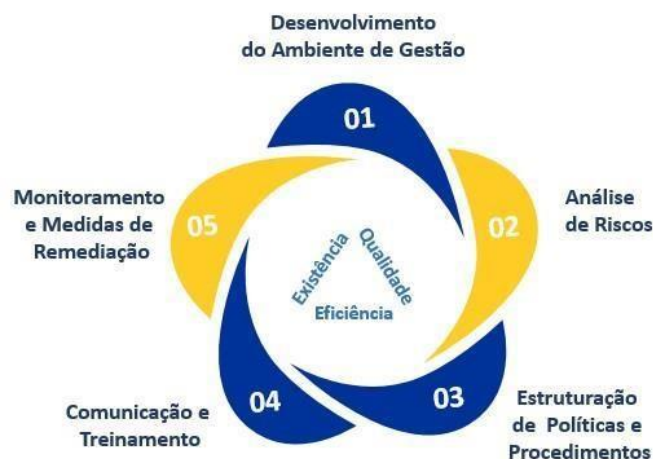 Desenvolvimento
do Ambiente de Gestão
01
Análise
de Riscos
02
Estruturação
de Políticas e
Procedimentos
03
Comunicação e
Treinamento
04
Monitoramento
e Medidas de
Remediação
05
Existência
Qualidade
Eficiência